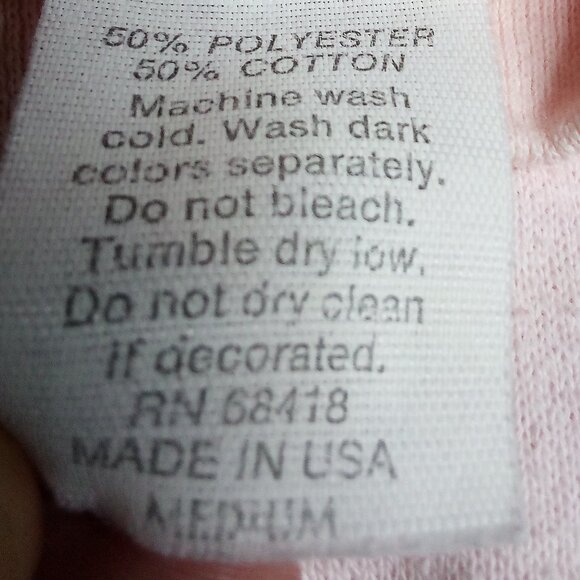 50% POLYESTER
50% COTTON
Machine wash
cold. Wash dark
colors separately.
Do not bleach.
Tumble dry low.
Do not dry clean
if decorated.
RN 68418
MADE IN USA
MEDIUM